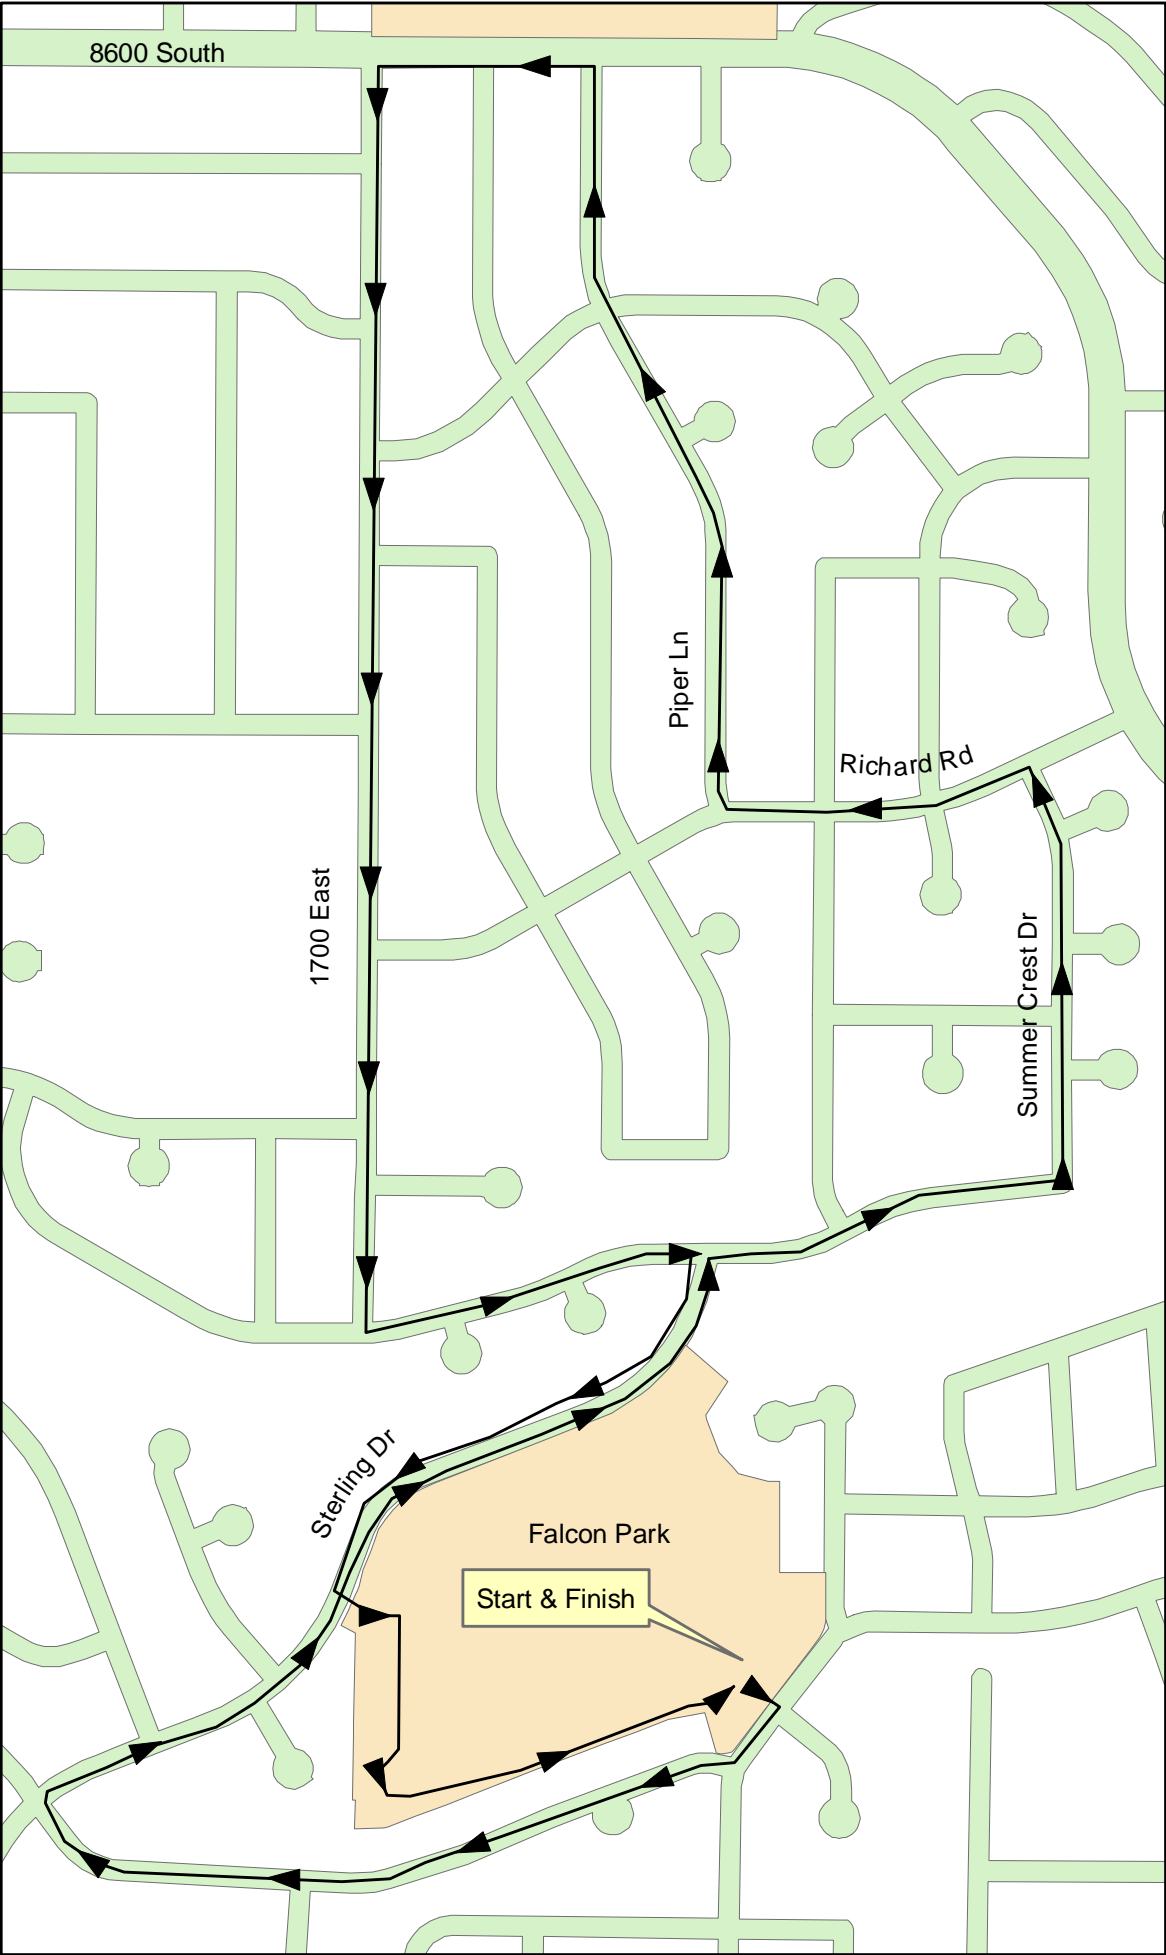 8600 South
Piper Ln
Richard Rd
1700 East
Summer Crest Dr
Sterling Dr
Falcon Park
Start & Finish